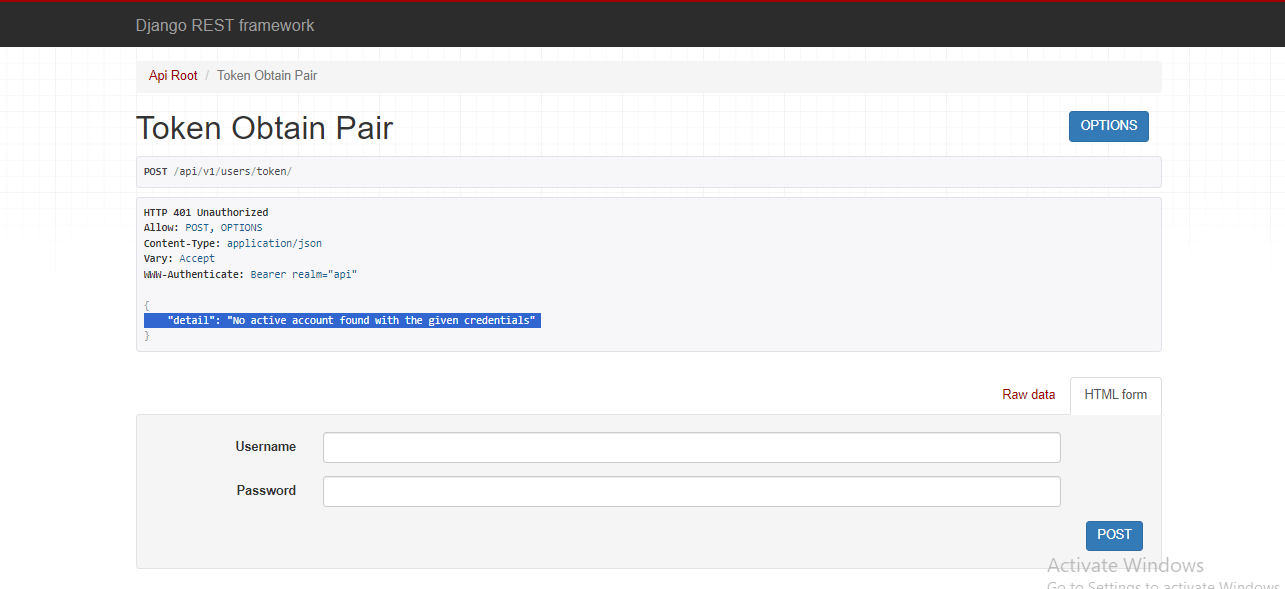 Django REST framework
Api Root / Token Obtain Pair
Token Obtain Pair
OPTIONS
POST /api/v1/users/token/
HTTP 401 Unauthorized
Allow: POST, OPTIONS
Content-Type: application/json
Vary: Accept
WWW-Authenticate: Bearer realm="api"
{
"detail": "No active account found with the given credentials"
}
Raw data HTML form
Username
Password
POST
Activate Windows
Go to Settings to activate Windows